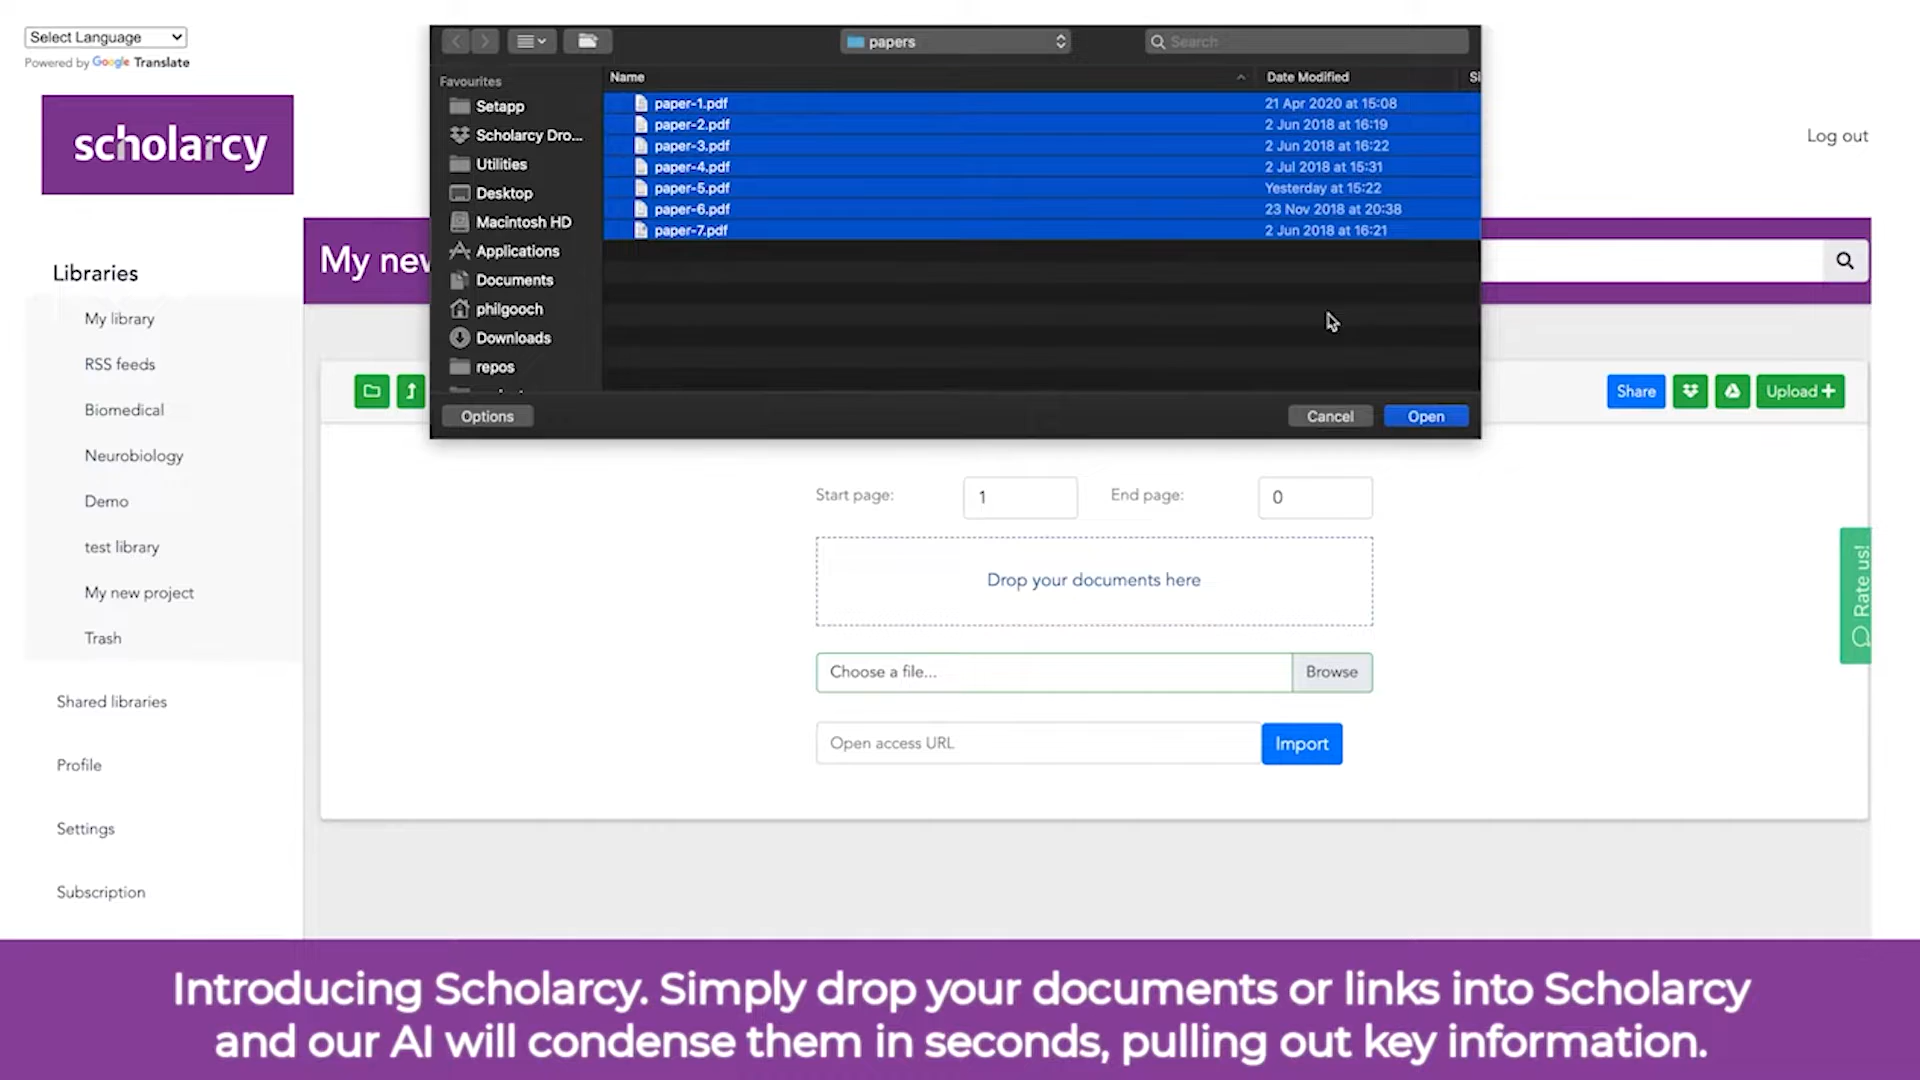 Select Language
Powered by Google Translate
scholarcy
Log out
papers
Search
Favourites
Setapp
Scholarcy Dro...
Utilities
Desktop
Macintosh HD
Applications
Documents
philgooch
Downloads
repos
Name
Date Modified
Si
paper-1.pdf 21 Apr 2020 at 15:08
paper-2.pdf 2 Jun 2018 at 16:19
paper-3.pdf 2 Jun 2018 at 16:22
paper-4.pdf 2 Jul 2018 at 15:31
paper-5.pdf Yesterday at 15:22
paper-6.pdf 23 Nov 2018 at 20:38
paper-7.pdf 2 Jun 2018 at 16:21
Options
Cancel
Open
Libraries
My library
RSS feeds
Biomedical
Neurobiology
Demo
test library
My new project
Trash
Shared libraries
Profile
Settings
Subscription
My new
Share
Upload +
Start page: 1 End page: 0
Drop your documents here
Choose a file... Browse
Open access URL Import
Rate us!
Introducing Scholarcy. Simply drop your documents or links into Scholarcy
and our AI will condense them in seconds, pulling out key information.